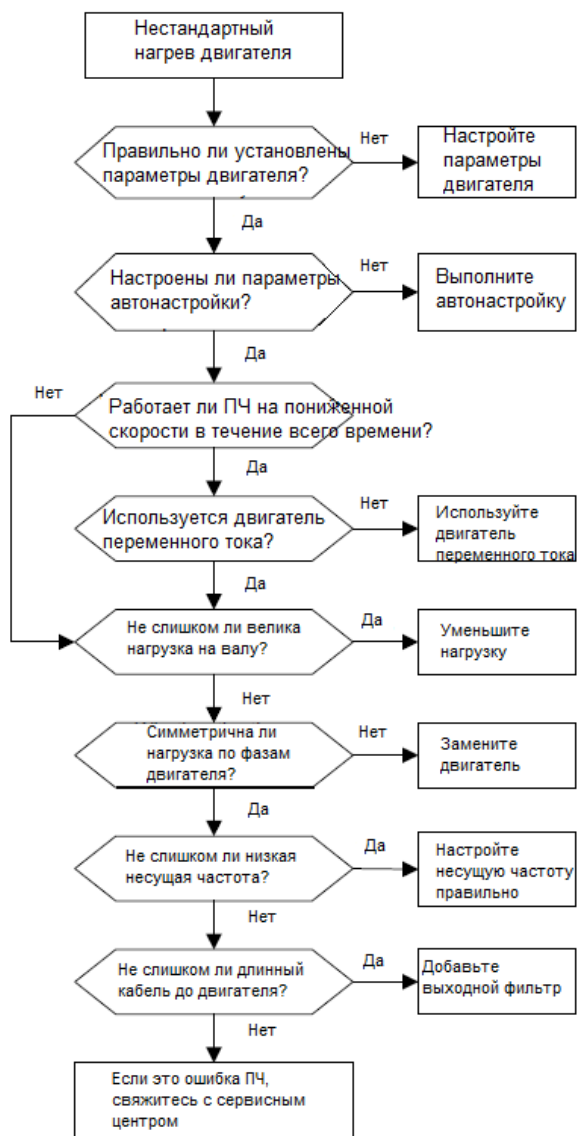 Нестандартный
нагрев двигателя
Правильно ли установлены
параметры двигателя?
Нет
Настройте
параметры
двигателя
Да
Настроены ли параметры
автонастройки?
Нет
Выполните
автонастройку
Да
Нет
Работает ли ПЧ на пониженной
скорости в течение всего времени?
Да
Используется двигатель
переменного тока?
Нет
Используйте
двигатель
переменного тока
Да
Не слишком ли велика
нагрузка на валу?
Да
Уменьшите
нагрузку
Нет
Симметрична ли
нагрузка по фазам
двигателя?
Нет
Замените
двигатель
Да
Не слишком ли низкая
несущая частота?
Да
Настройте
несущую частоту
правильно
Нет
Не слишком ли длинный
кабель до двигателя?
Да
Добавьте
выходной фильтр
Нет
Если это ошибка ПЧ,
свяжитесь с сервисным
центром